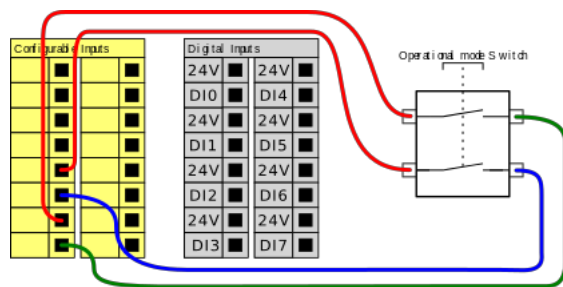 Configurable Inputs
Digital Inputs
Operational mode Switch
24V 24V
DI0 DI4
24V 24V
DI1 DI5
24V 24V
DI2 DI6
24V 24V
DI3 DI7